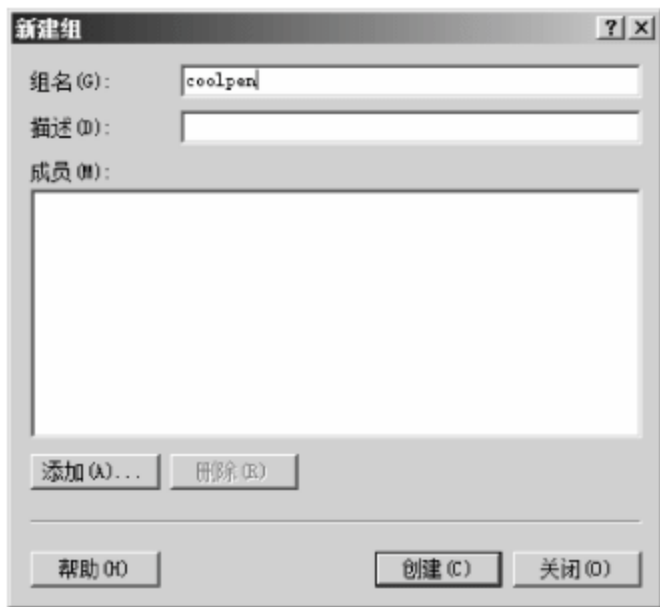 新建组
组名(G):
coolpen
描述(D):
成员(M):
添加(A)... 删除(R)
帮助(H) 创建(C) 关闭(O)